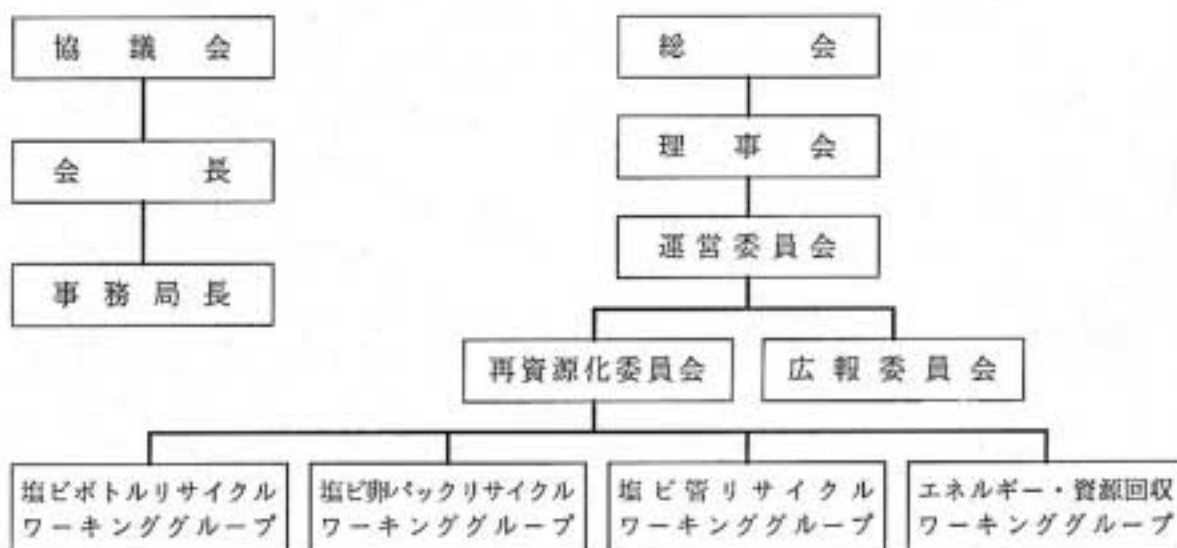 協議会
会長
事務局長
総会
理事会
運営委員会
再資源化委員会
広報委員会
塩ビボトルリサイクル
ワーキンググループ
塩ビ卵パックリサイクル
ワーキンググループ
塩ビ管リサイクル
ワーキンググループ
エネルギー・資源回収
ワーキンググループ